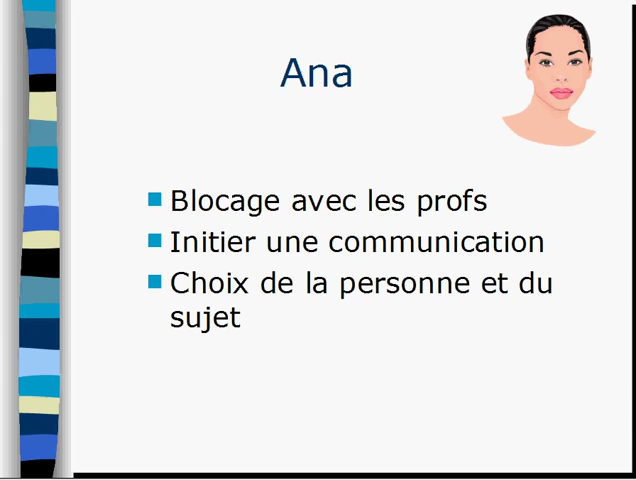 Ana
Blocage avec les profs
Initier une communication
Choix de la personne et du
sujet